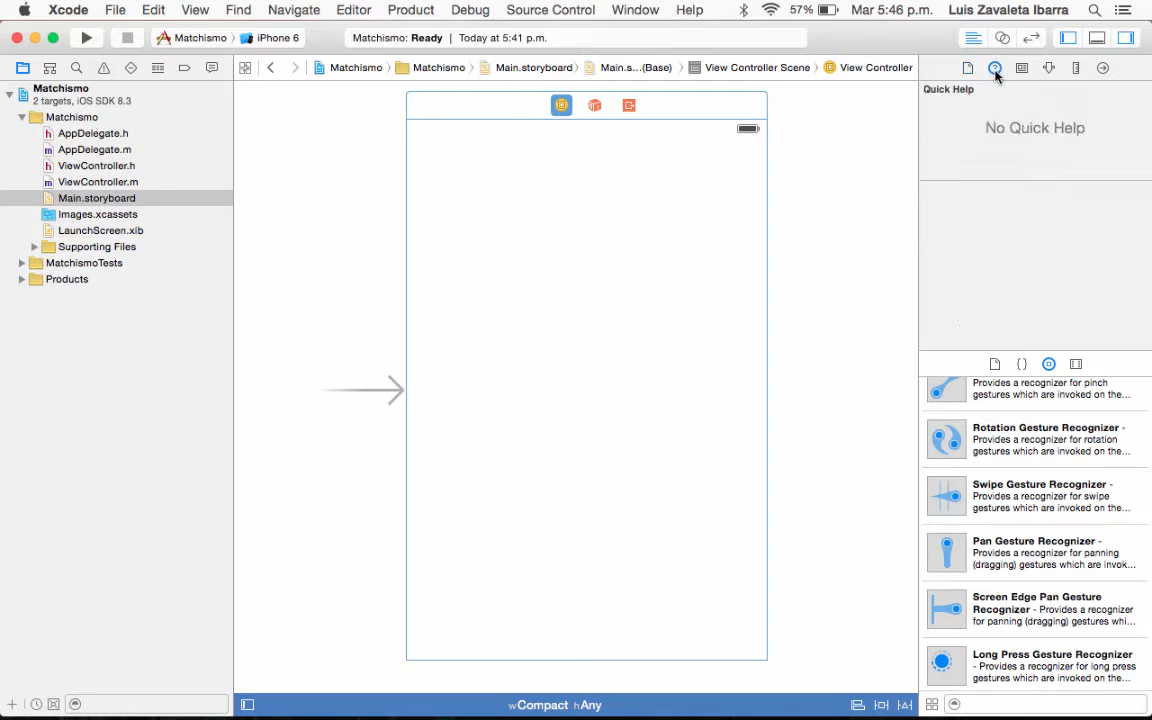 Xcode File Edit View Find Navigate Editor Product Debug Source Control Window Help 57% Mar 5:46 p.m. Luis Zavaleta Ibarra
Matchismo iPhone 6 Matchismo: Ready | Today at 5:41 p.m.
Matchismo Matchismo Main.storyboard Main.s...(Base) View Controller Scene View Controller
Matchismo
2 targets, iOS SDK 8.3
Matchismo
AppDelegate.h
AppDelegate.m
ViewController.h
ViewController.m
Main.storyboard
Images.xcassets
LaunchScreen.xib
Supporting Files
MatchismoTests
Products
wCompact hAny
Quick Help
No Quick Help
Provides a recognizer for pinch
gestures which are invoked on the...
Rotation Gesture Recognizer -
Provides a recognizer for rotation
gestures which are invoked on the...
Swipe Gesture Recognizer -
Provides a recognizer for swipe
gestures which are invoked on the...
Pan Gesture Recognizer -
Provides a recognizer for panning
(dragging) gestures which are invok...
Screen Edge Pan Gesture
Recognizer - Provides a recognizer
for panning (dragging) gestures whi...
Long Press Gesture Recognizer
- Provides a recognizer for long press
gestures which are invoked on the...